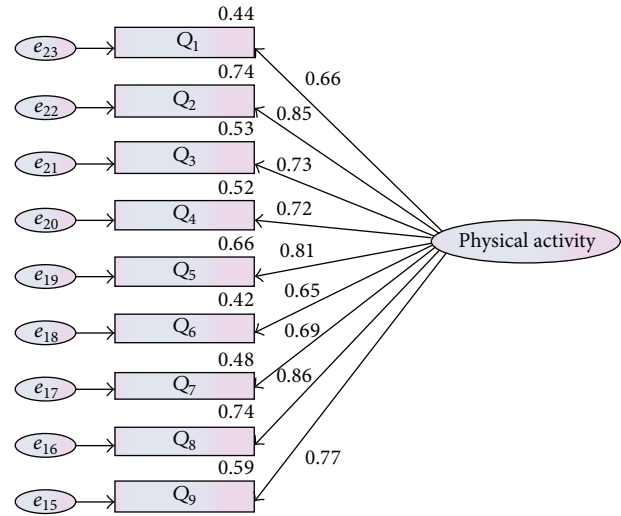 0.44
e23 Q1
0.66
0.74
e22 Q2
0.85
0.53
e21 Q3
0.73
0.52
e20 Q4
0.72
Physical activity
0.66
e19 Q5
0.81
0.42
e18 Q6
0.65
0.48
e17 Q7
0.69
0.74
e16 Q8
0.86
0.59
e15 Q9
0.77